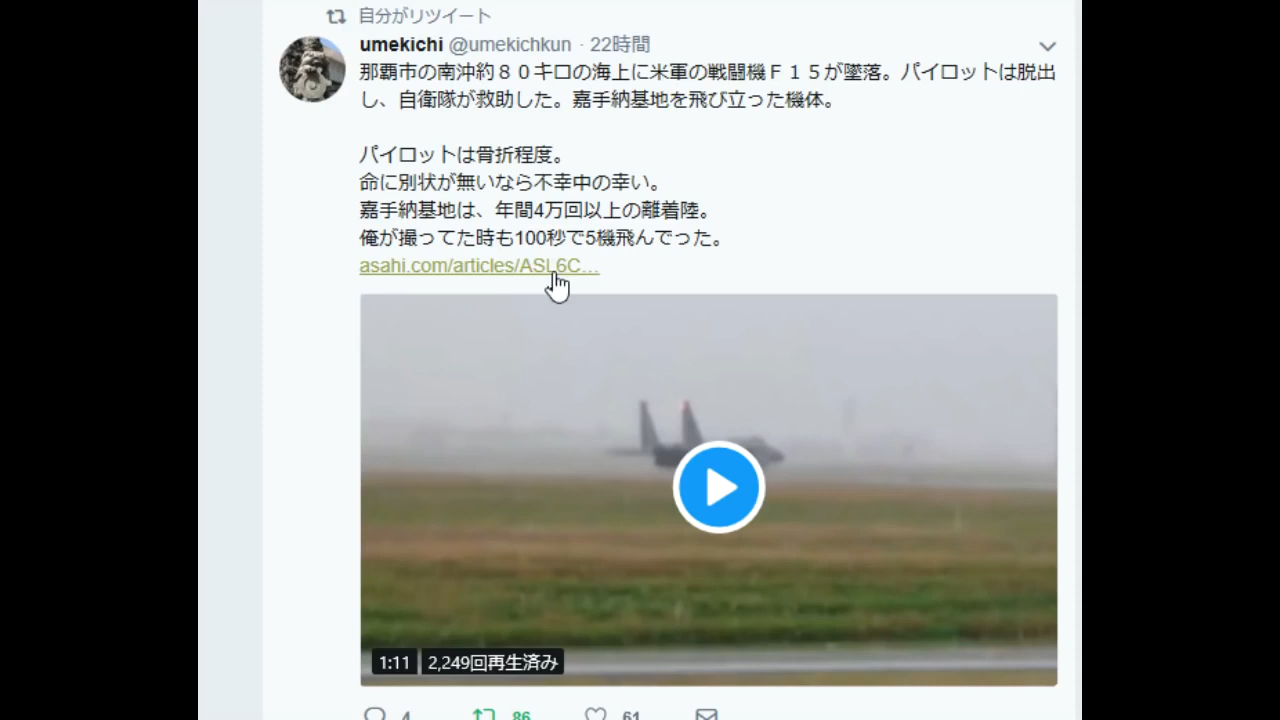 自分がリツイート
umekichi @umekichkun · 22時間
那覇市の南沖約８０キロの海上に米軍の戦闘機Ｆ１５が墜落。パイロットは脱出
し、自衛隊が救助した。嘉手納基地を飛び立った機体。
パイロットは骨折程度。
命に別状が無いなら不幸中の幸い。
嘉手納基地は、年間4万回以上の離着陸。
俺が撮ってた時も100秒で5機飛んでった。
asahi.com/articles/ASL6C…
1:11 2,249回再生済み
4 86 61